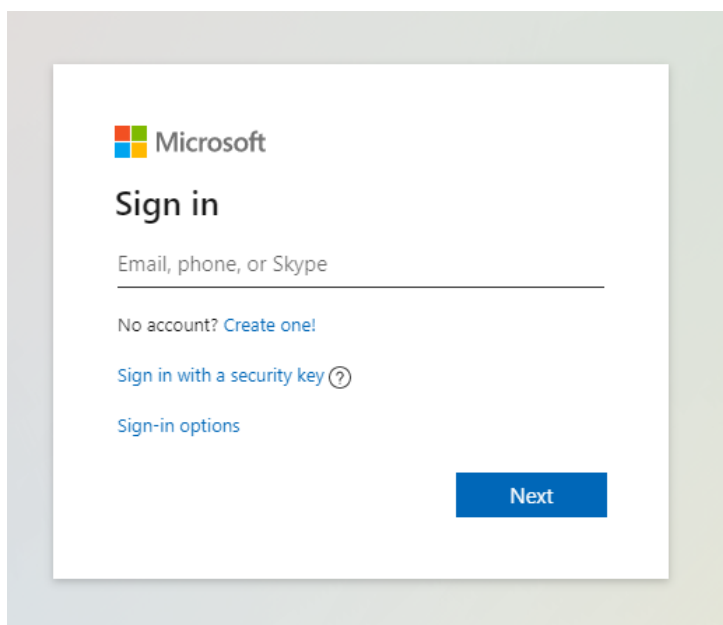 Microsoft
Sign in
Email, phone, or Skype
No account? Create one!
Sign in with a security key ?
Sign-in options
Next